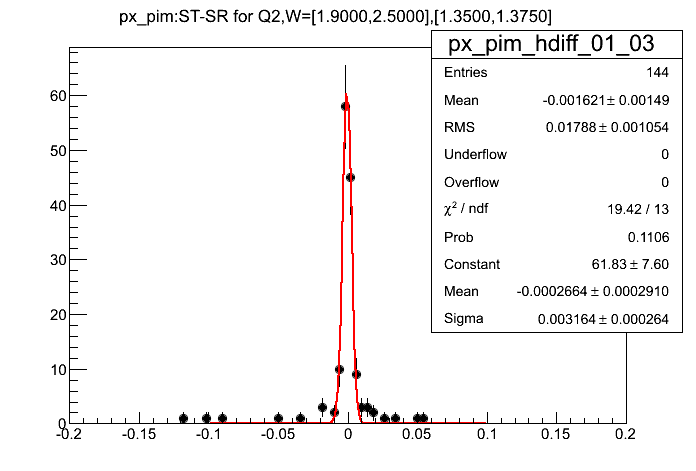 px_pim:ST-SR for Q2,W=[1.9000,2.5000],[1.3500,1.3750]
px_pim_hdiff_01_03
Entries 144
Mean -0.001621 ± 0.00149
RMS 0.01788 ± 0.001054
Underflow 0
Overflow 0
χ² / ndf 19.42 / 13
Prob 0.1106
Constant 61.83 ± 7.60
Mean -0.0002664 ± 0.0002910
Sigma 0.003164 ± 0.000264
60
50
40
30
20
10
0
-0.2 -0.15 -0.1 -0.05 0 0.05 0.1 0.15 0.2